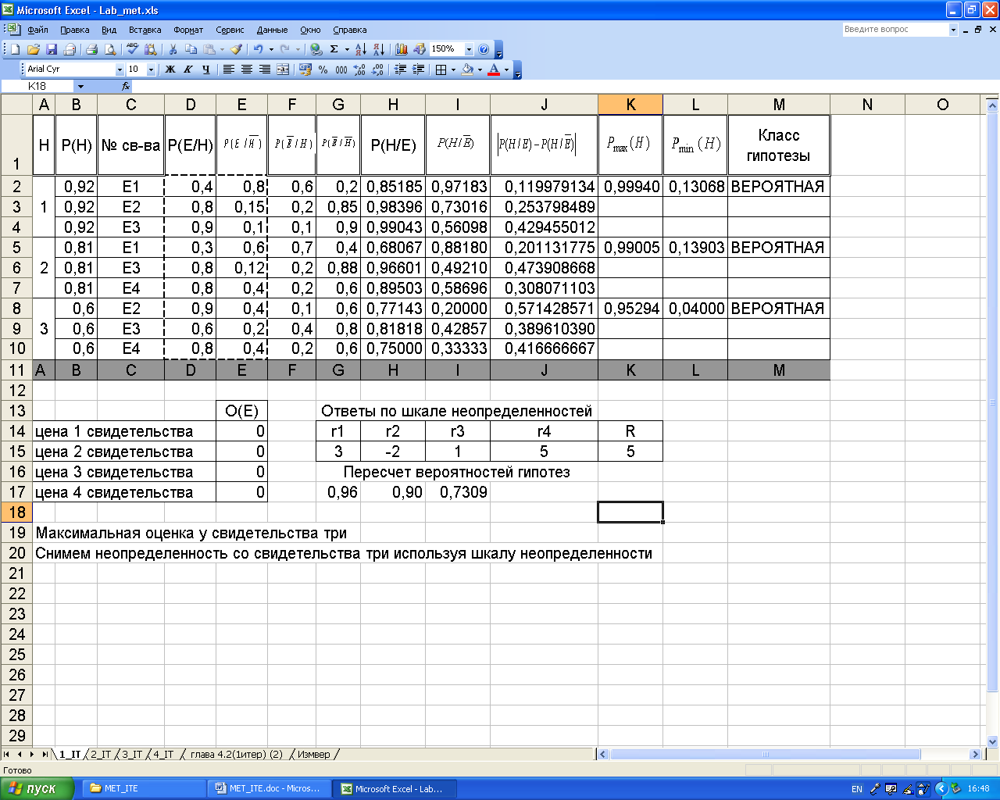 Microsoft Excel - Lab_met.xls
Файл Правка Вид Вставка Формат Сервис Данные Окно Справка Введите вопрос
150%
Arial Cyr 10 Ж К Ч % 000
K18 fx
A B C D E F G H I J K L M N O
1 H P(H) № св-ва P(E/H) P(E/H̅) P(E̅/H) P(E̅/H̅) P(H/E) P(H/E̅) |P(H/E)-P(H/E̅)| Pmax(H) Pmin(H) Класс гипотезы
2 0,92 E1 0,4 0,8 0,6 0,2 0,85185 0,97183 0,119979134 0,99940 0,13068 ВЕРОЯТНАЯ
3 1 0,92 E2 0,8 0,15 0,2 0,85 0,98396 0,73016 0,253798489
4 0,92 E3 0,9 0,1 0,1 0,9 0,99043 0,56098 0,429455012
5 0,81 E1 0,3 0,6 0,7 0,4 0,68067 0,88180 0,201131775 0,99005 0,13903 ВЕРОЯТНАЯ
6 2 0,81 E3 0,8 0,12 0,2 0,88 0,96601 0,49210 0,473908668
7 0,81 E4 0,8 0,4 0,2 0,6 0,89503 0,58696 0,308071103
8 0,6 E2 0,9 0,4 0,1 0,6 0,77143 0,20000 0,571428571 0,95294 0,04000 ВЕРОЯТНАЯ
9 3 0,6 E3 0,6 0,2 0,4 0,8 0,81818 0,42857 0,389610390
10 0,6 E4 0,8 0,4 0,2 0,6 0,75000 0,33333 0,416666667
11 A B C D E F G H I J K L M
12
13 O(E) Ответы по шкале неопределенностей
14 цена 1 свидетельства 0 r1 r2 r3 r4 R
15 цена 2 свидетельства 0 3 -2 1 5 5
16 цена 3 свидетельства 0 Пересчет вероятностей гипотез
17 цена 4 свидетельства 0 0,96 0,90 0,7309
18
19 Максимальная оценка у свидетельства три
20 Снимем неопределенность со свидетельства три используя шкалу неопределенности
21
22
23
24
25
26
27
28
29
1_IT 2_IT 3_IT 4_IT глава 4.2(1итер) (2) Измвер
Готово
пуск MET_ITE MET_ITE.doc - Micros... Microsoft Excel - Lab... EN 16:48